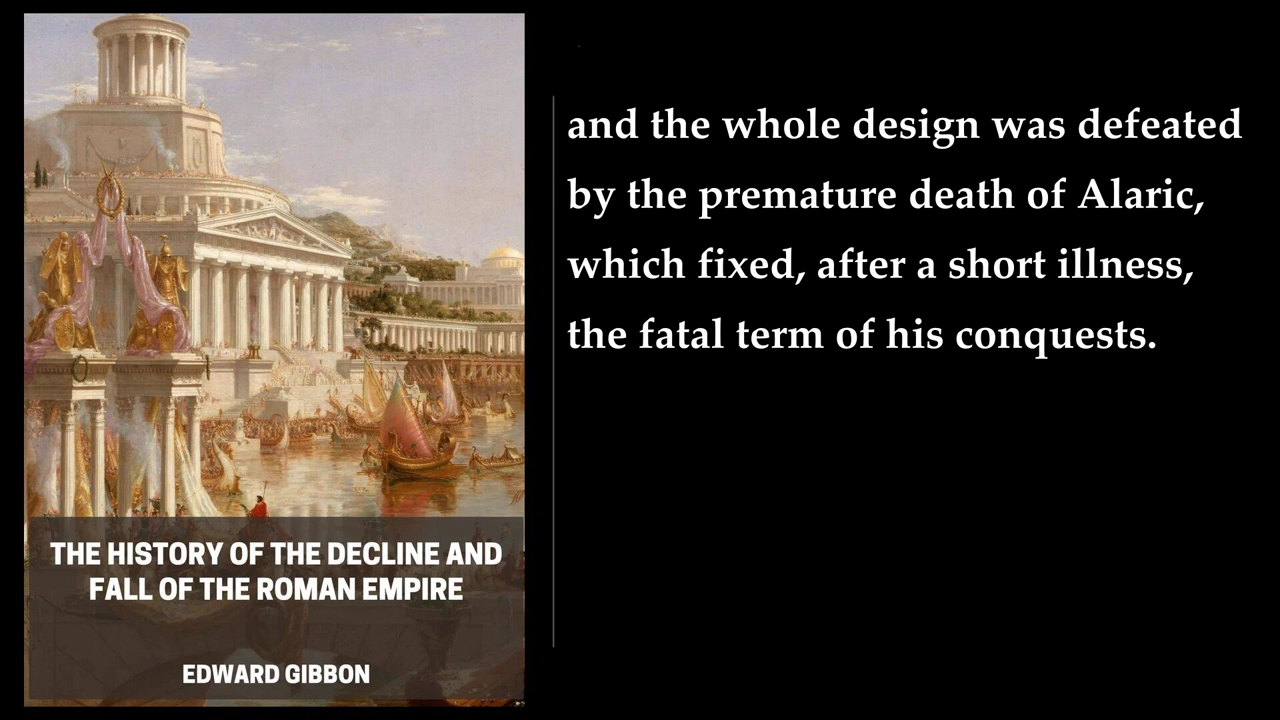 and the whole design was defeated
by the premature death of Alaric,
which fixed, after a short illness,
the fatal term of his conquests.
THE HISTORY OF THE DECLINE AND
FALL OF THE ROMAN EMPIRE
EDWARD GIBBON